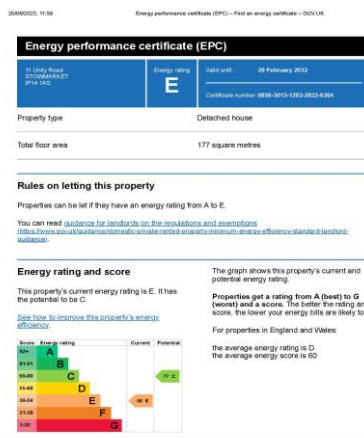 20/08/2023, 11:56
Energy performance certificate (EPC) – Find an energy certificate – GOV.UK
Energy performance certificate (EPC)
11 Unity Road
STOWMARKET
IP14 1AS
Energy rating
E
Valid until: 20 February 2032
Certificate number: 9836-3013-1202-2822-6204
Property type
Detached house
Total floor area
177 square metres
Rules on letting this property
Properties can be let if they have an energy rating from A to E.
You can read guidance for landlords on the regulations and exemptions
(https://www.gov.uk/guidance/domestic-private-rented-property-minimum-energy-efficiency-standard-landlord-
guidance).
Energy rating and score
This property's current energy rating is E. It has
the potential to be C.
See how to improve this property's energy
efficiency.
Score Energy rating Current Potential
92+ A
81-91 B
69-80 C
55-68 D
39-54 E
21-38 F
1-20 G
The graph shows this property's current and
potential energy rating.
Properties get a rating from A (best) to G
(worst) and a score. The better the rating and
score, the lower your energy bills are likely to
For properties in England and Wales:
the average energy rating is D
the average energy score is 60